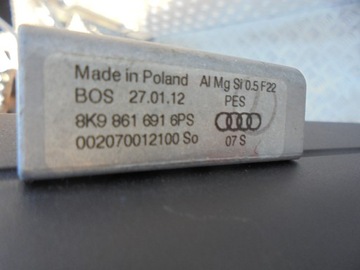 Made in Poland Al Mg Si 0.5 F22
BOS 27.01.12 PES
8K9 861 691 6PS
002070012100 So 07 S